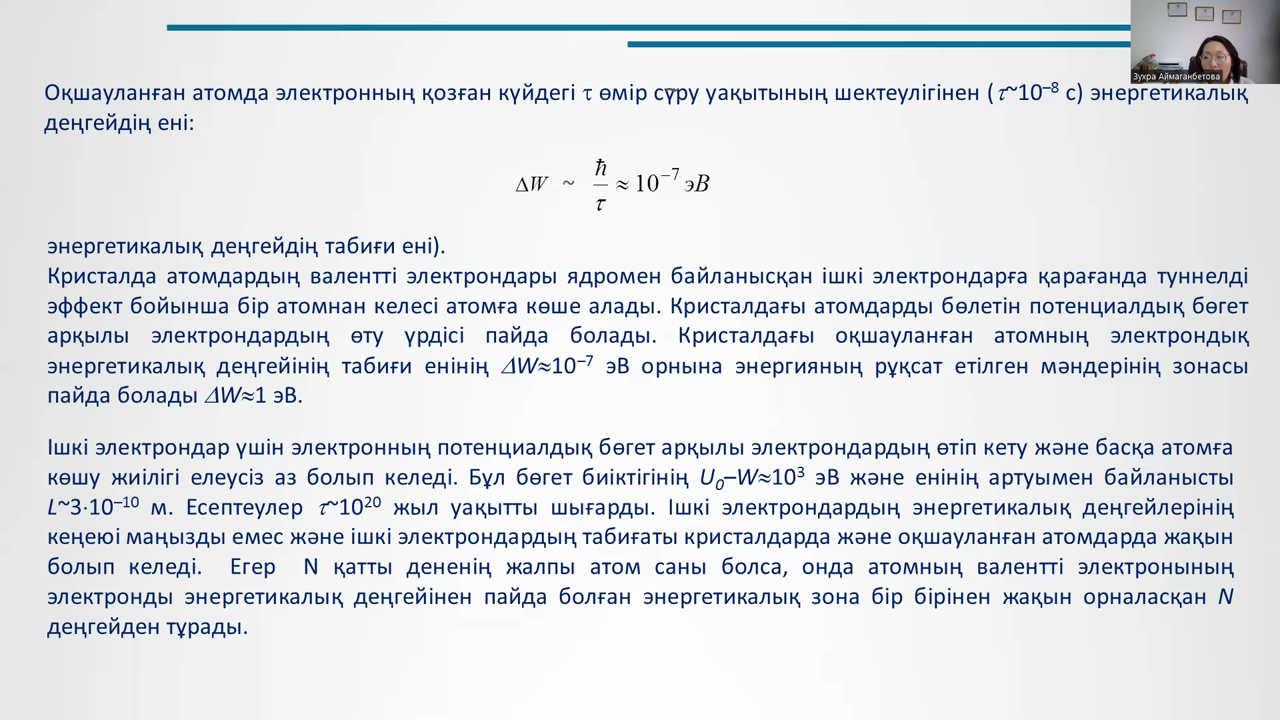 Зухра Аймаганбетова
Оқшауланған атомда электронның қозған күйдегі τ өмір сүру уақытының шектеулігінен (τ~10⁻⁸ с) энергетикалық
деңгейдің ені:
ΔW ~ ℏ/τ ≈ 10⁻⁷ эВ
энергетикалық деңгейдің табиғи ені).
Кристалда атомдардың валентті электрондары ядромен байланысқан ішкі электрондарға қарағанда туннелді
эффект бойынша бір атомнан келесі атомға көше алады. Кристалдағы атомдарды бөлетін потенциалдық бөгет
арқылы электрондардың өту үрдісі пайда болады. Кристалдағы оқшауланған атомның электрондық
энергетикалық деңгейінің табиғи енінің ΔW≈10⁻⁷ эВ орнына энергияның рұқсат етілген мәндерінің зонасы
пайда болады ΔW≈1 эВ.
Ішкі электрондар үшін электронның потенциалдық бөгет арқылы электрондардың өтіп кету және басқа атомға
көшу жиілігі елеусіз аз болып келеді. Бұл бөгет биіктігінің U₀–W≈10³ эВ және енінің артуымен байланысты
L~3·10⁻¹⁰ м. Есептеулер τ~10²⁰ жыл уақытты шығарды. Ішкі электрондардың энергетикалық деңгейлерінің
кеңеюі маңызды емес және ішкі электрондардың табиғаты кристалдарда және оқшауланған атомдарда жақын
болып келеді. Егер N қатты дененің жалпы атом саны болса, онда атомның валентті электронының
электронды энергетикалық деңгейінен пайда болған энергетикалық зона бір бірінен жақын орналасқан N
деңгейден тұрады.